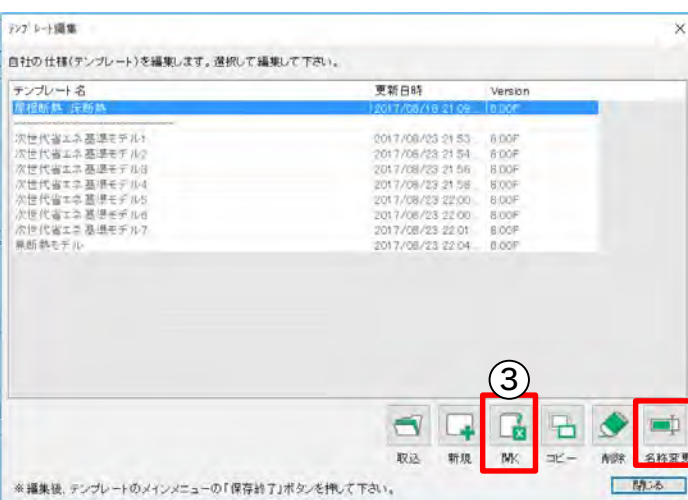 テンプレート編集
自社の仕様(テンプレート)を編集します。選択して編集して下さい。
テンプレート名 更新日時 Version
屋根断熱 床断熱 2017/08/18 21:09... 8.00F
次世代省エネ基準モデル1 2017/08/23 21:53... 8.00F
次世代省エネ基準モデル2 2017/08/23 21:54... 8.00F
次世代省エネ基準モデル3 2017/08/23 21:56... 8.00F
次世代省エネ基準モデル4 2017/08/23 21:58... 8.00F
次世代省エネ基準モデル5 2017/08/23 22:00... 8.00F
次世代省エネ基準モデル6 2017/08/23 22:00... 8.00F
次世代省エネ基準モデル7 2017/08/23 22:01... 8.00F
無断熱モデル 2017/08/23 22:04... 8.00F
③
取込 新規 開く コピー 削除 名称変更
※編集後、テンプレートのメインメニューの「保存終了」ボタンを押して下さい。 閉じる